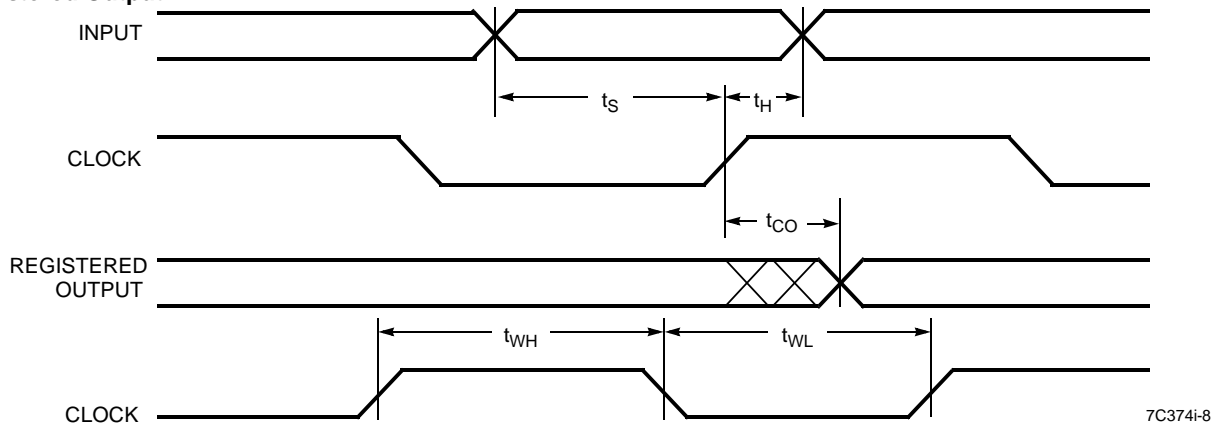 INPUT
tS
tH
CLOCK
tCO
REGISTERED
OUTPUT
tWH
tWL
CLOCK
7C374i-8